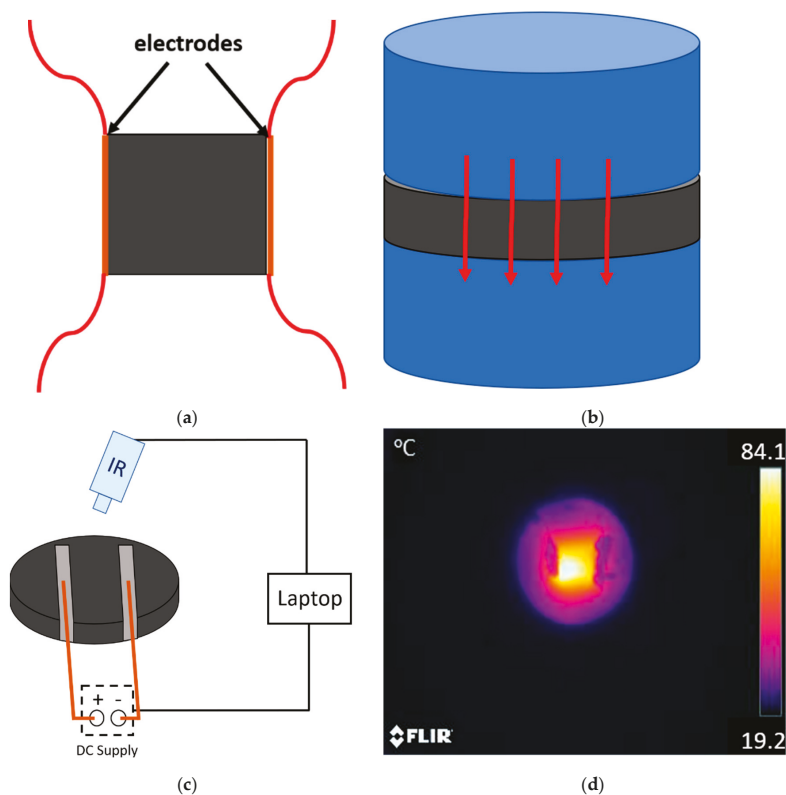 electrodes
(a)
(b)
IR
Laptop
+ -
DC Supply
(c)
°C
84.1
19.2
FLIR
(d)